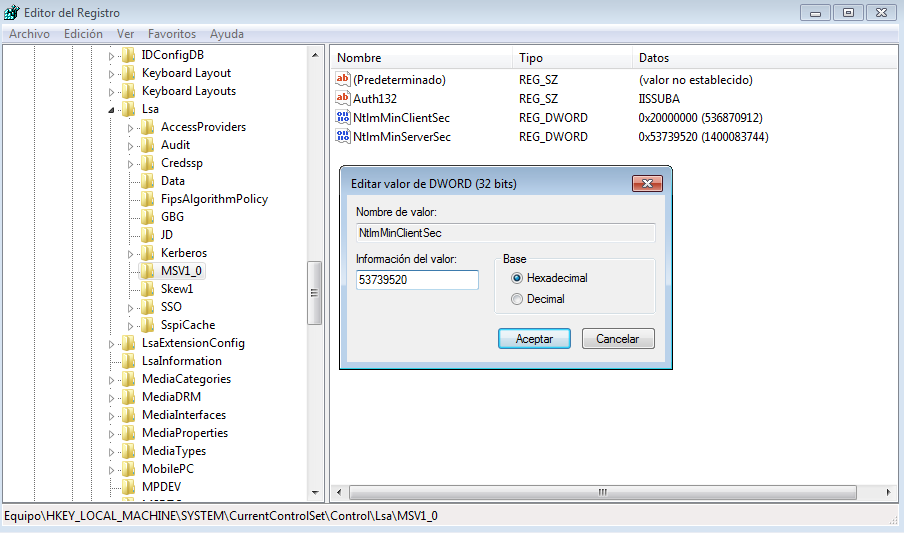 Editor del Registro
Archivo Edición Ver Favoritos Ayuda
IDConfigDB
Keyboard Layout
Keyboard Layouts
Lsa
AccessProviders
Audit
Credssp
Data
FipsAlgorithmPolicy
GBG
JD
Kerberos
MSV1_0
Skew1
SSO
SspiCache
LsaExtensionConfig
LsaInformation
MediaCategories
MediaDRM
MediaInterfaces
MediaProperties
MediaTypes
MobilePC
MPDEV
Nombre Tipo Datos
(Predeterminado) REG_SZ (valor no establecido)
Auth132 REG_SZ IISSUBA
NtlmMinClientSec REG_DWORD 0x20000000 (536870912)
NtlmMinServerSec REG_DWORD 0x53739520 (1400083744)
Editar valor de DWORD (32 bits)
Nombre de valor:
NtlmMinClientSec
Información del valor:
53739520
Base
Hexadecimal
Decimal
Aceptar Cancelar
Equipo\HKEY_LOCAL_MACHINE\SYSTEM\CurrentControlSet\Control\Lsa\MSV1_0